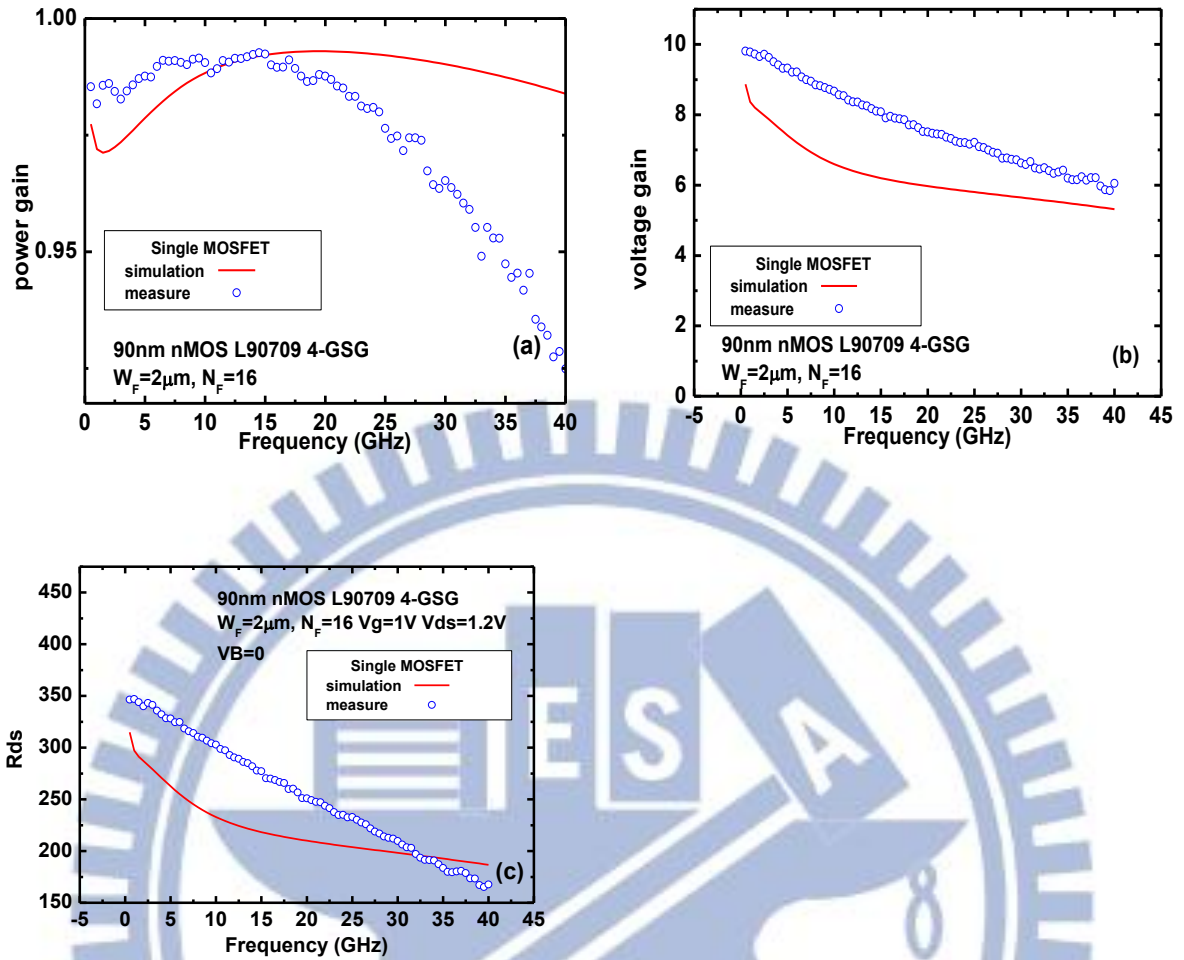 1.00
0.95
power gain
Single MOSFET
simulation
measure
(a)
90nm nMOS L90709 4-GSG
W_F=2μm, N_F=16
0 5 10 15 20 25 30 35 40
Frequency (GHz)
10
8
6
4
2
0
voltage gain
Single MOSFET
simulation
measure
90nm nMOS L90709 4-GSG
(b)
W_F=2μm, N_F=16
-5 0 5 10 15 20 25 30 35 40 45
Frequency (GHz)
450
400
350
300
250
200
150
Rds
90nm nMOS L90709 4-GSG
W_F=2μm, N_F=16 Vg=1V Vds=1.2V
VB=0
Single MOSFET
simulation
measure
(c)
-5 0 5 10 15 20 25 30 35 40 45
Frequency (GHz)
E S A
8